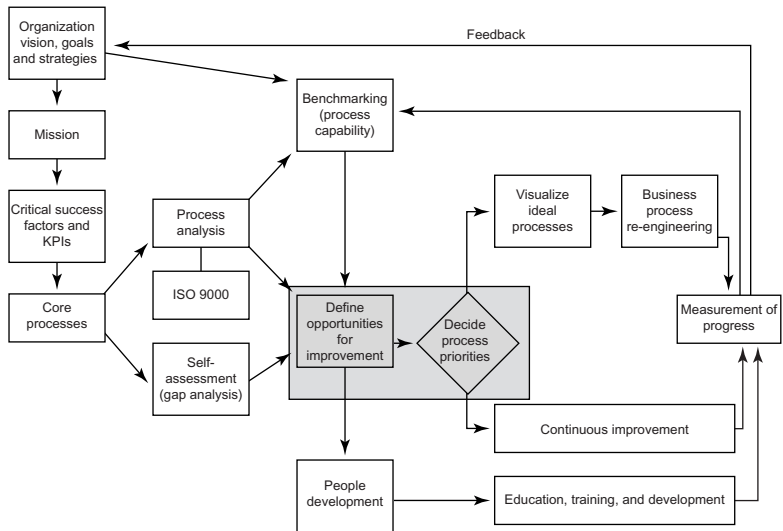 Organization
vision, goals
and strategies
Feedback
Benchmarking
(process
capability)
Mission
Critical success
factors and
KPIs
Process
analysis
Visualize
ideal
processes
Business
process
re-engineering
ISO 9000
Core
processes
Define
opportunities
for
improvement
Decide
process
priorities
Measurement of
progress
Self-
assessment
(gap analysis)
Continuous improvement
People
development
Education, training, and development